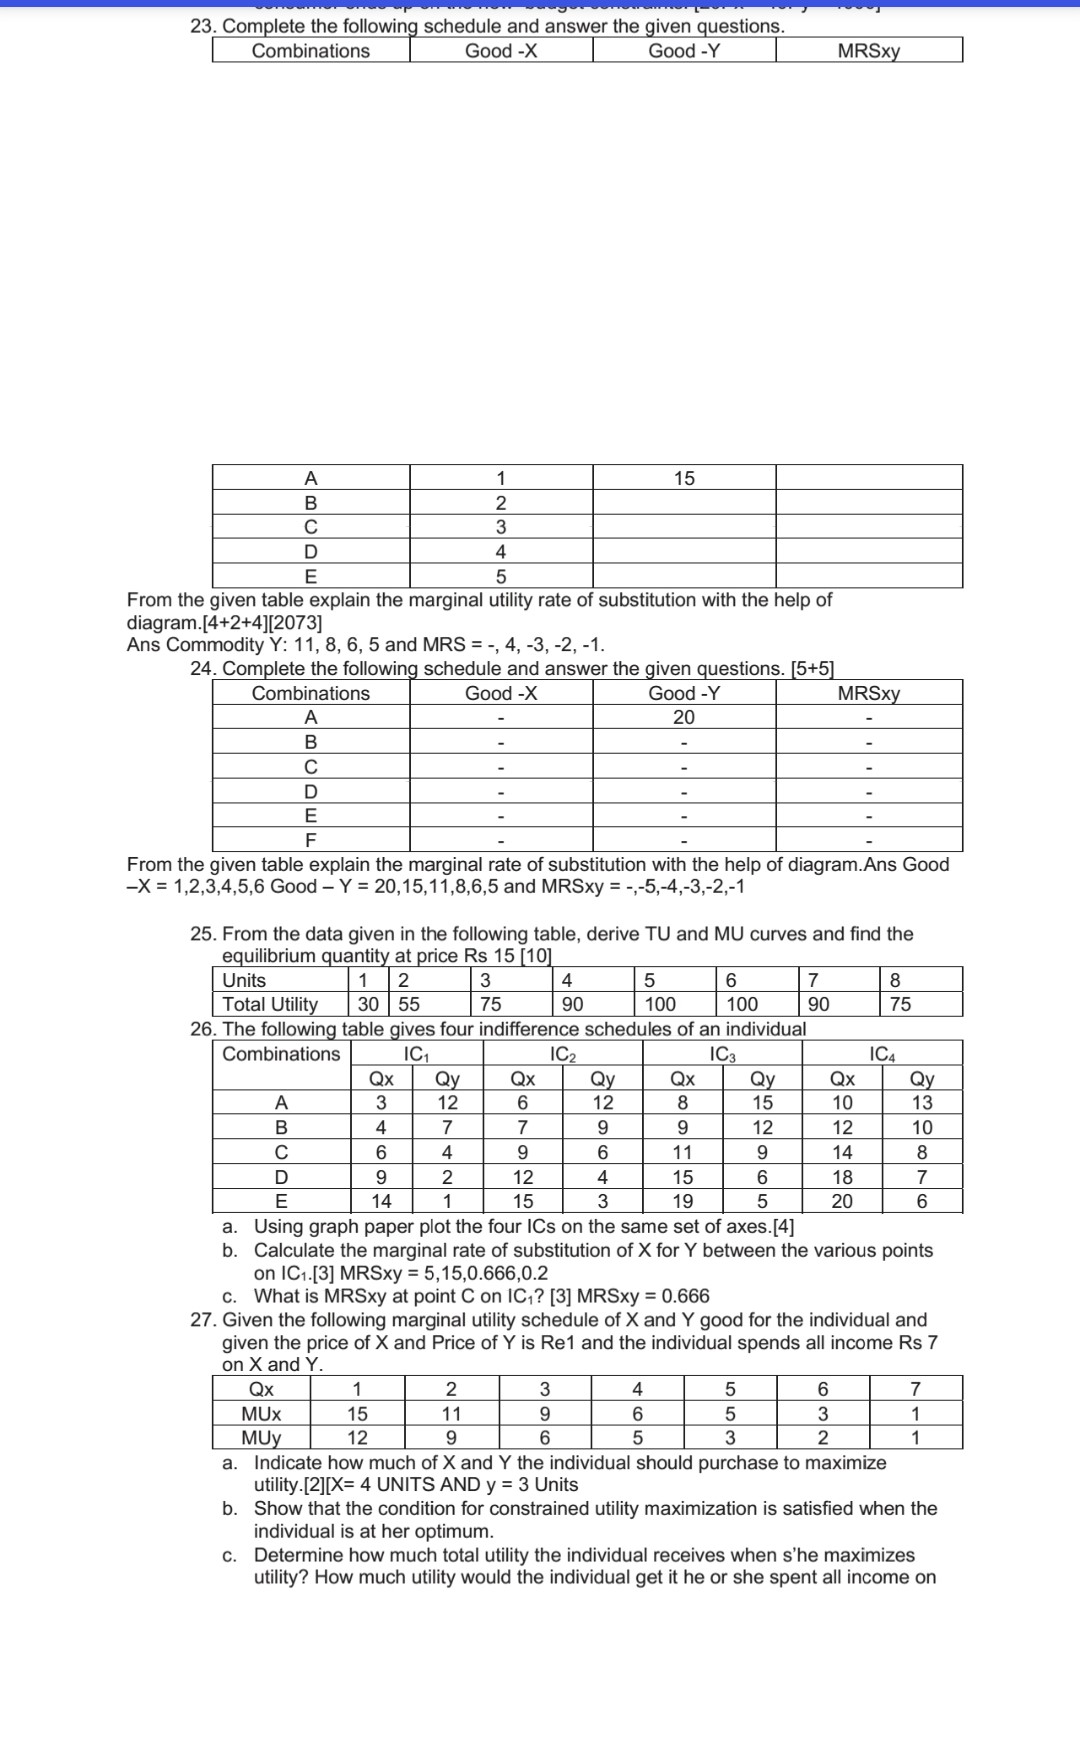 23. Complete the following schedule and answer the given questions.
Combinations Good -X Good -Y MRSxy
A 1 15
B 2
C 3
D 4
E 5
From the given table explain the marginal utility rate of substitution with the help of
diagram.[4+2+4][2073]
Ans Commodity Y: 11, 8, 6, 5 and MRS = -, 4, -3, -2, -1.
24. Complete the following schedule and answer the given questions. [5+5]
Combinations Good -X Good -Y MRSxy
A - 20 -
B - - -
C - - -
D - - -
E - - -
F - - -
From the given table explain the marginal rate of substitution with the help of diagram.Ans Good
–X = 1,2,3,4,5,6 Good – Y = 20,15,11,8,6,5 and MRSxy = -,-5,-4,-3,-2,-1
25. From the data given in the following table, derive TU and MU curves and find the
equilibrium quantity at price Rs 15 [10]
Units 1 2 3 4 5 6 7 8
Total Utility 30 55 75 90 100 100 90 75
26. The following table gives four indifference schedules of an individual
Combinations IC1 IC2 IC3 IC4
Qx Qy Qx Qy Qx Qy Qx Qy
A 3 12 6 12 8 15 10 13
B 4 7 7 9 9 12 12 10
C 6 4 9 6 11 9 14 8
D 9 2 12 4 15 6 18 7
E 14 1 15 3 19 5 20 6
a. Using graph paper plot the four ICs on the same set of axes.[4]
b. Calculate the marginal rate of substitution of X for Y between the various points
on IC1.[3] MRSxy = 5,15,0.666,0.2
c. What is MRSxy at point C on IC1? [3] MRSxy = 0.666
27. Given the following marginal utility schedule of X and Y good for the individual and
given the price of X and Price of Y is Re1 and the individual spends all income Rs 7
on X and Y.
Qx 1 2 3 4 5 6 7
MUx 15 11 9 6 5 3 1
MUy 12 9 6 5 3 2 1
a. Indicate how much of X and Y the individual should purchase to maximize
utility.[2][X= 4 UNITS AND y = 3 Units
b. Show that the condition for constrained utility maximization is satisfied when the
individual is at her optimum.
c. Determine how much total utility the individual receives when s'he maximizes
utility? How much utility would the individual get it he or she spent all income on